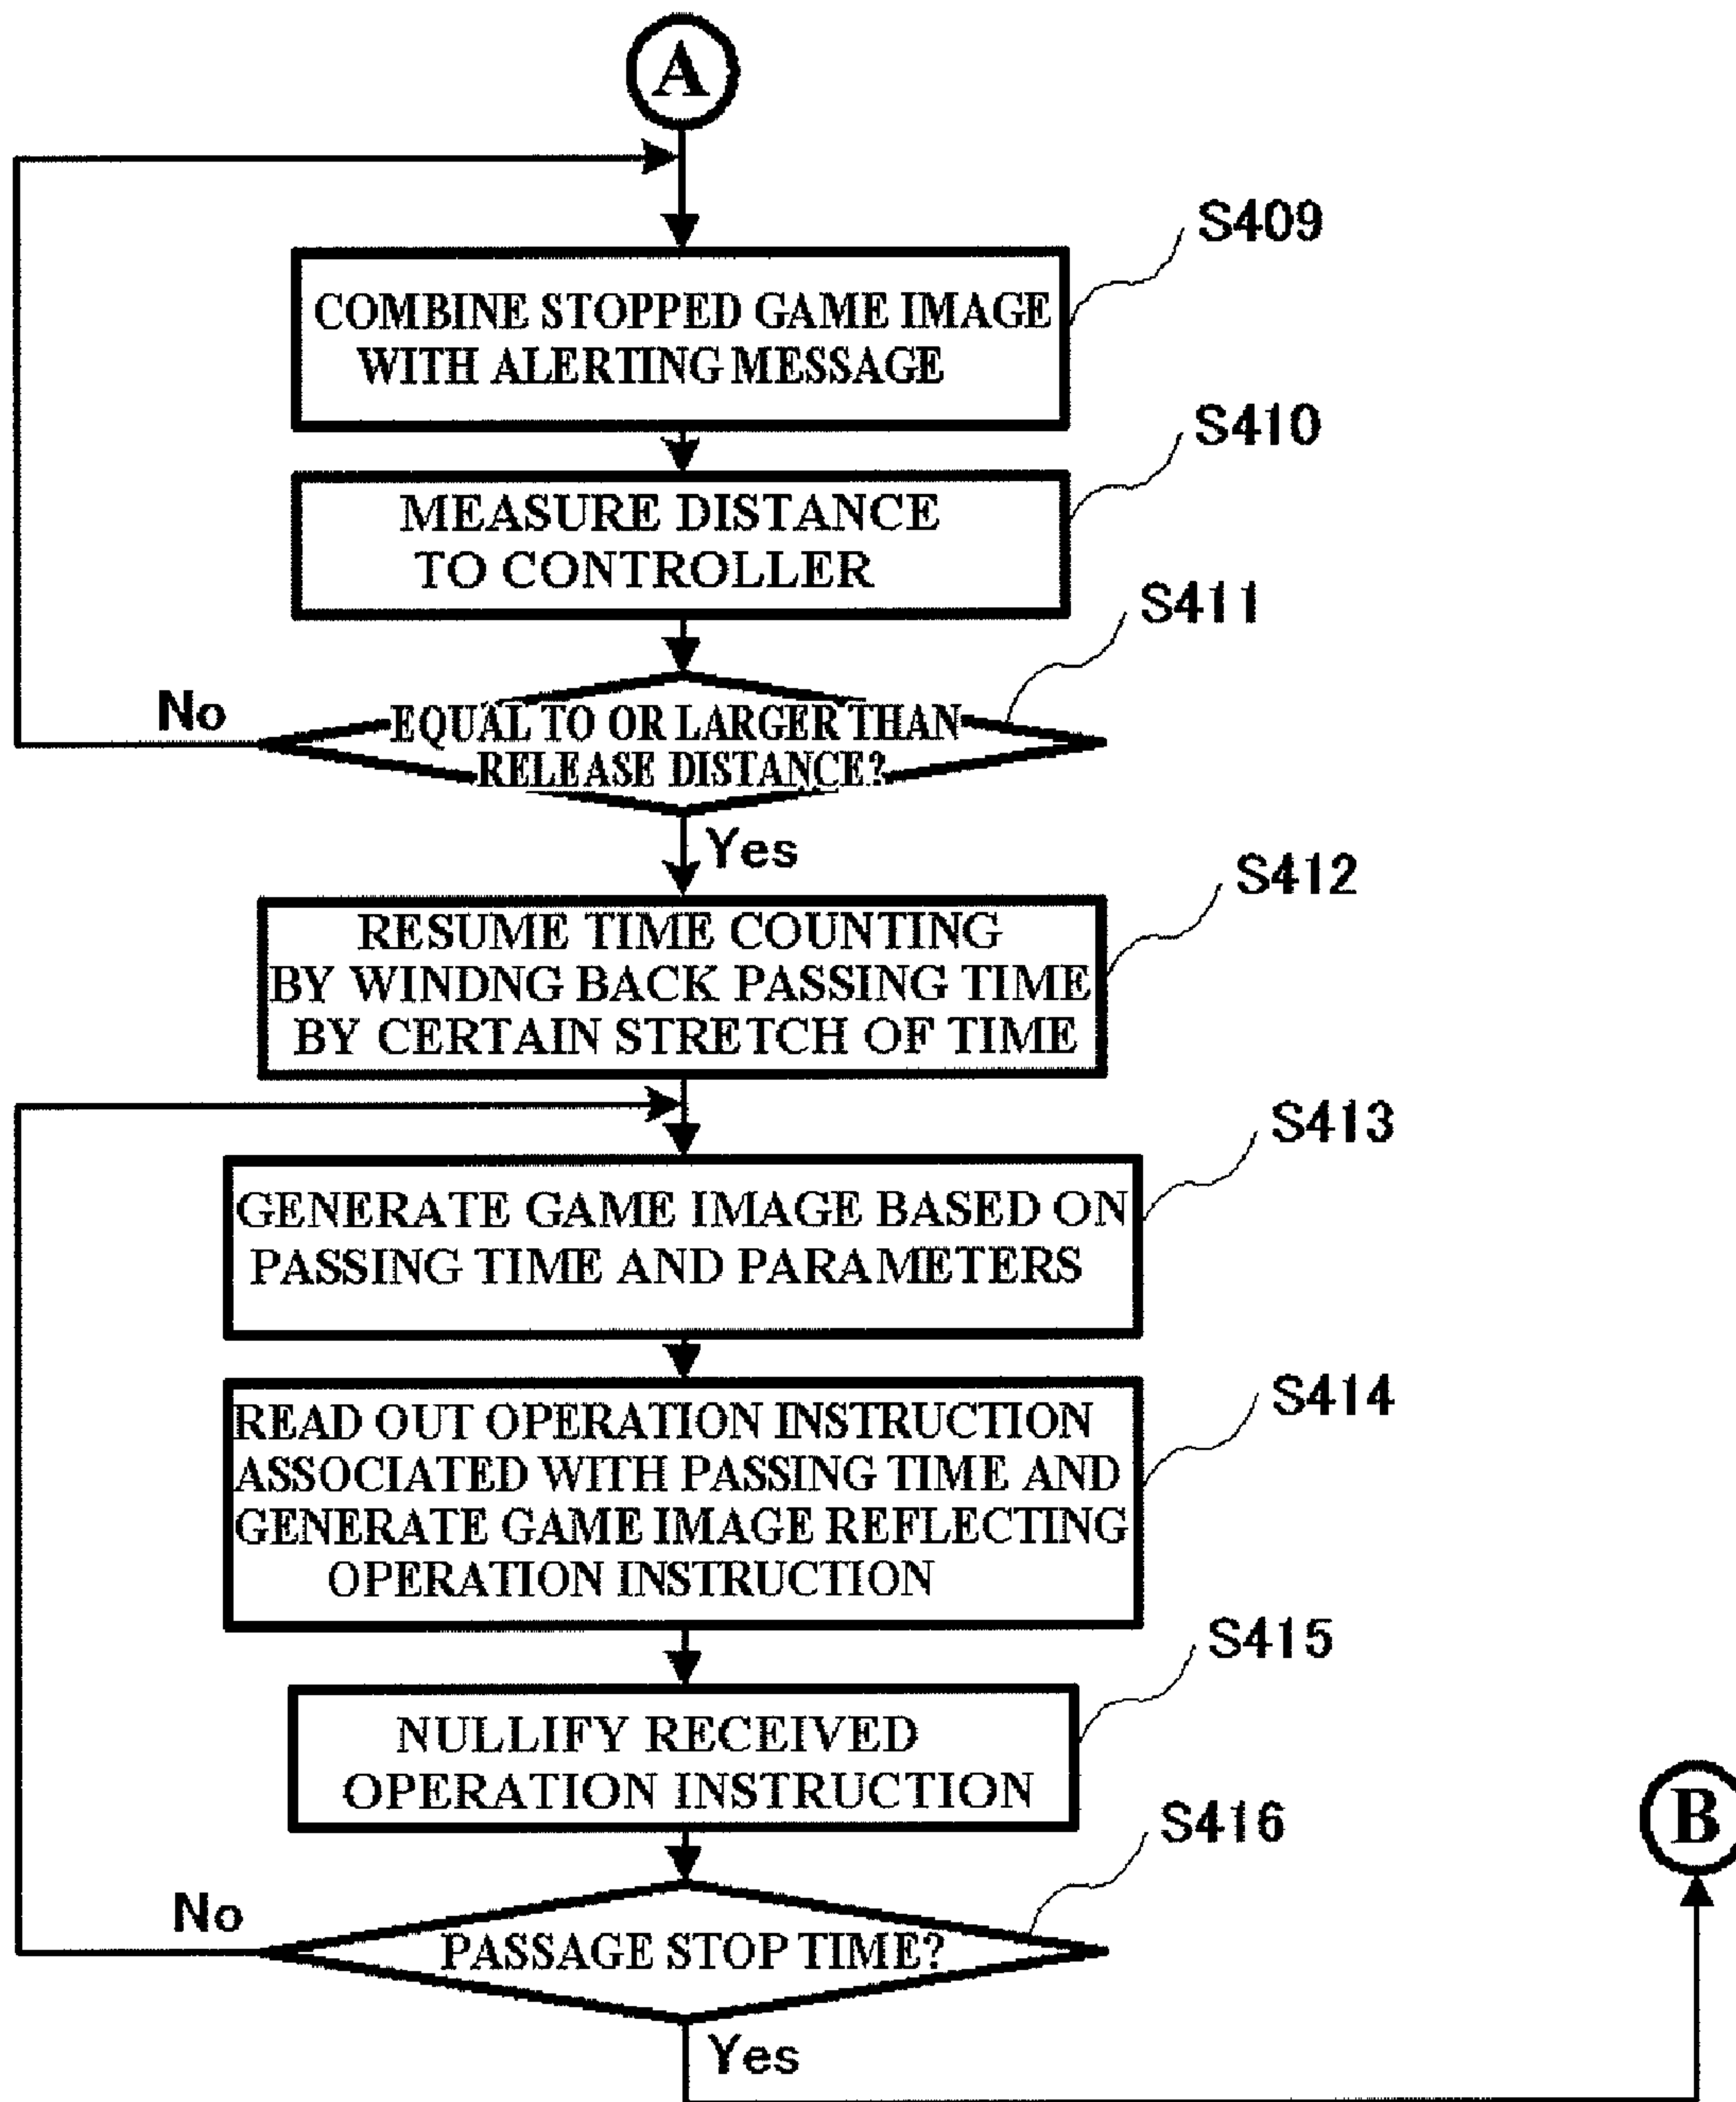 A
S409
COMBINE STOPPED GAME IMAGE
WITH ALERTING MESSAGE
S410
MEASURE DISTANCE
TO CONTROLLER
S411
No
EQUAL TO OR LARGER THAN
RELEASE DISTANCE?
Yes
S412
RESUME TIME COUNTING
BY WINDNG BACK PASSING TIME
BY CERTAIN STRETCH OF TIME
S413
GENERATE GAME IMAGE BASED ON
PASSING TIME AND PARAMETERS
S414
READ OUT OPERATION INSTRUCTION
ASSOCIATED WITH PASSING TIME AND
GENERATE GAME IMAGE REFLECTING
OPERATION INSTRUCTION
S415
NULLIFY RECEIVED
OPERATION INSTRUCTION
S416
B
No
PASSAGE STOP TIME?
Yes